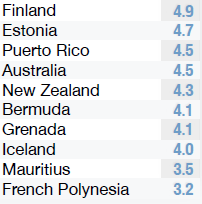 Finland 4.9
Estonia 4.7
Puerto Rico 4.5
Australia 4.5
New Zealand 4.3
Bermuda 4.1
Grenada 4.1
Iceland 4.0
Mauritius 3.5
French Polynesia 3.2